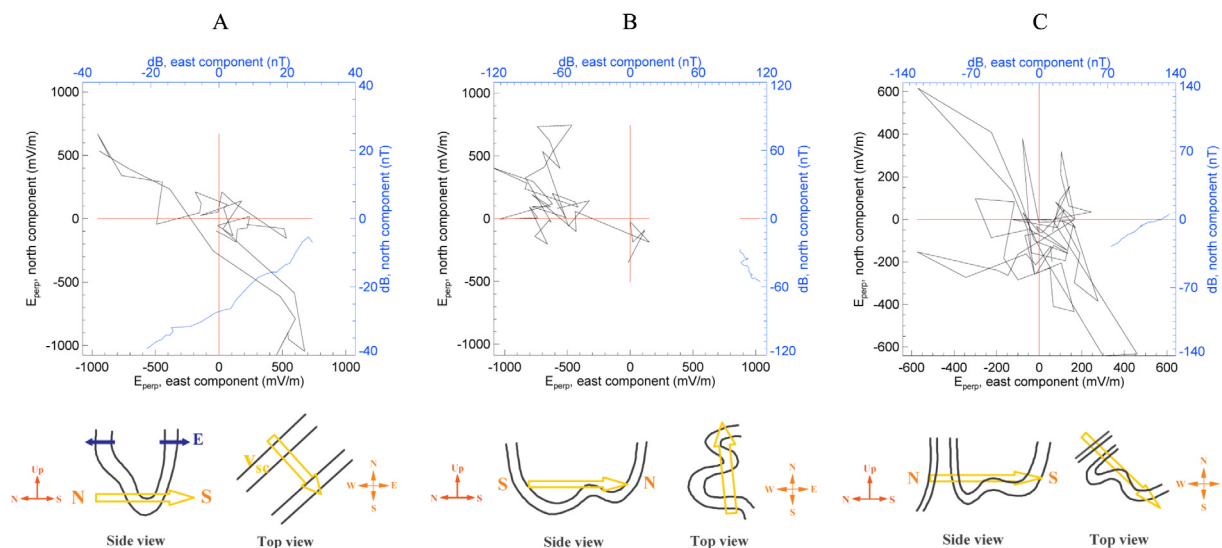 A
B
C
dB, east component (nT)
-40 -20 0 20 40
dB, east component (nT)
-120 -60 0 60 120
dB, east component (nT)
-140 -70 0 70 140
E_perp, north component (mV/m)
1000
500
0
-500
-1000
40
20
0
-20
-40
dB, north component (nT)
E_perp, north component (mV/m)
1000
500
0
-500
-1000
120
60
0
-60
-120
dB, north component (nT)
E_perp, north component (mV/m)
600
400
200
0
-200
-400
-600
140
70
0
-70
-140
dB, north component (nT)
-1000 -500 0 500 1000
E_perp, east component (mV/m)
-1000 -500 0 500 1000
E_perp, east component (mV/m)
-600 -400 -200 0 200 400 600
E_perp, east component (mV/m)
Up
N S
E
N S
Side view
V_sc
N
W E
S
Top view
Up
N S
S N
Side view
N
W E
S
Top view
Up
N S
N S
Side view
N
W E
S
Top view